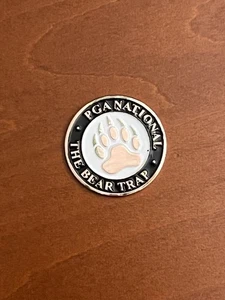 PGA NATIONAL
THE BEAR TRAP